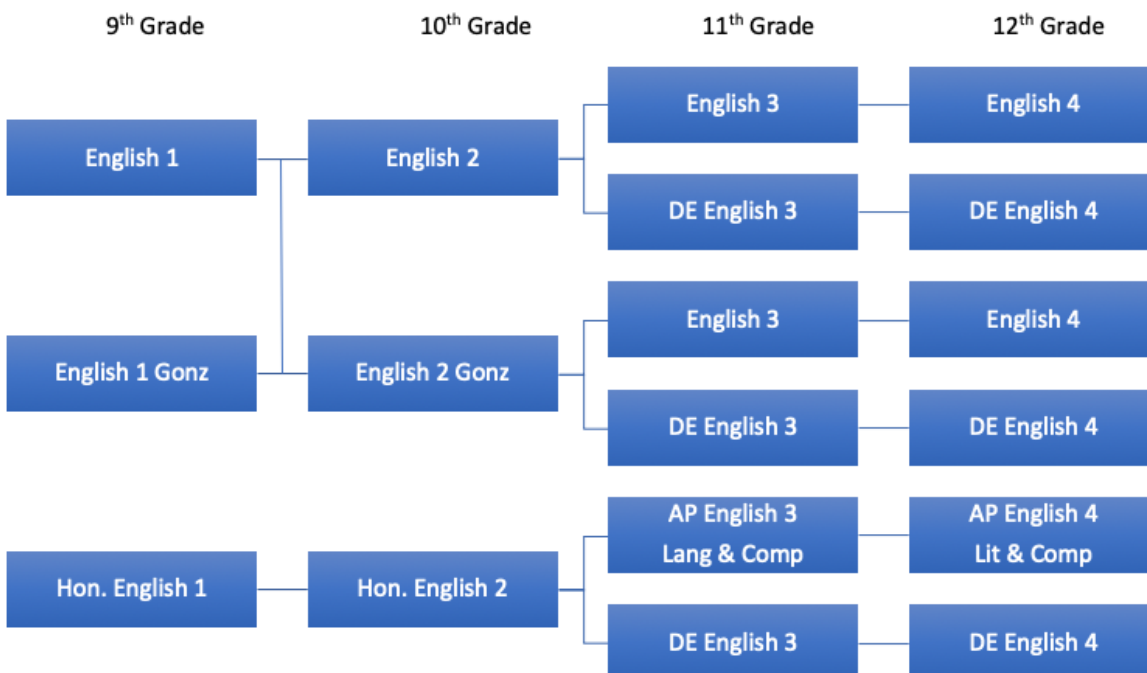 9th Grade
10th Grade
11th Grade
12th Grade
English 3
English 4
English 1
English 2
DE English 3
DE English 4
English 3
English 4
English 1 Gonz
English 2 Gonz
DE English 3
DE English 4
AP English 3
Lang & Comp
AP English 4
Lit & Comp
Hon. English 1
Hon. English 2
DE English 3
DE English 4